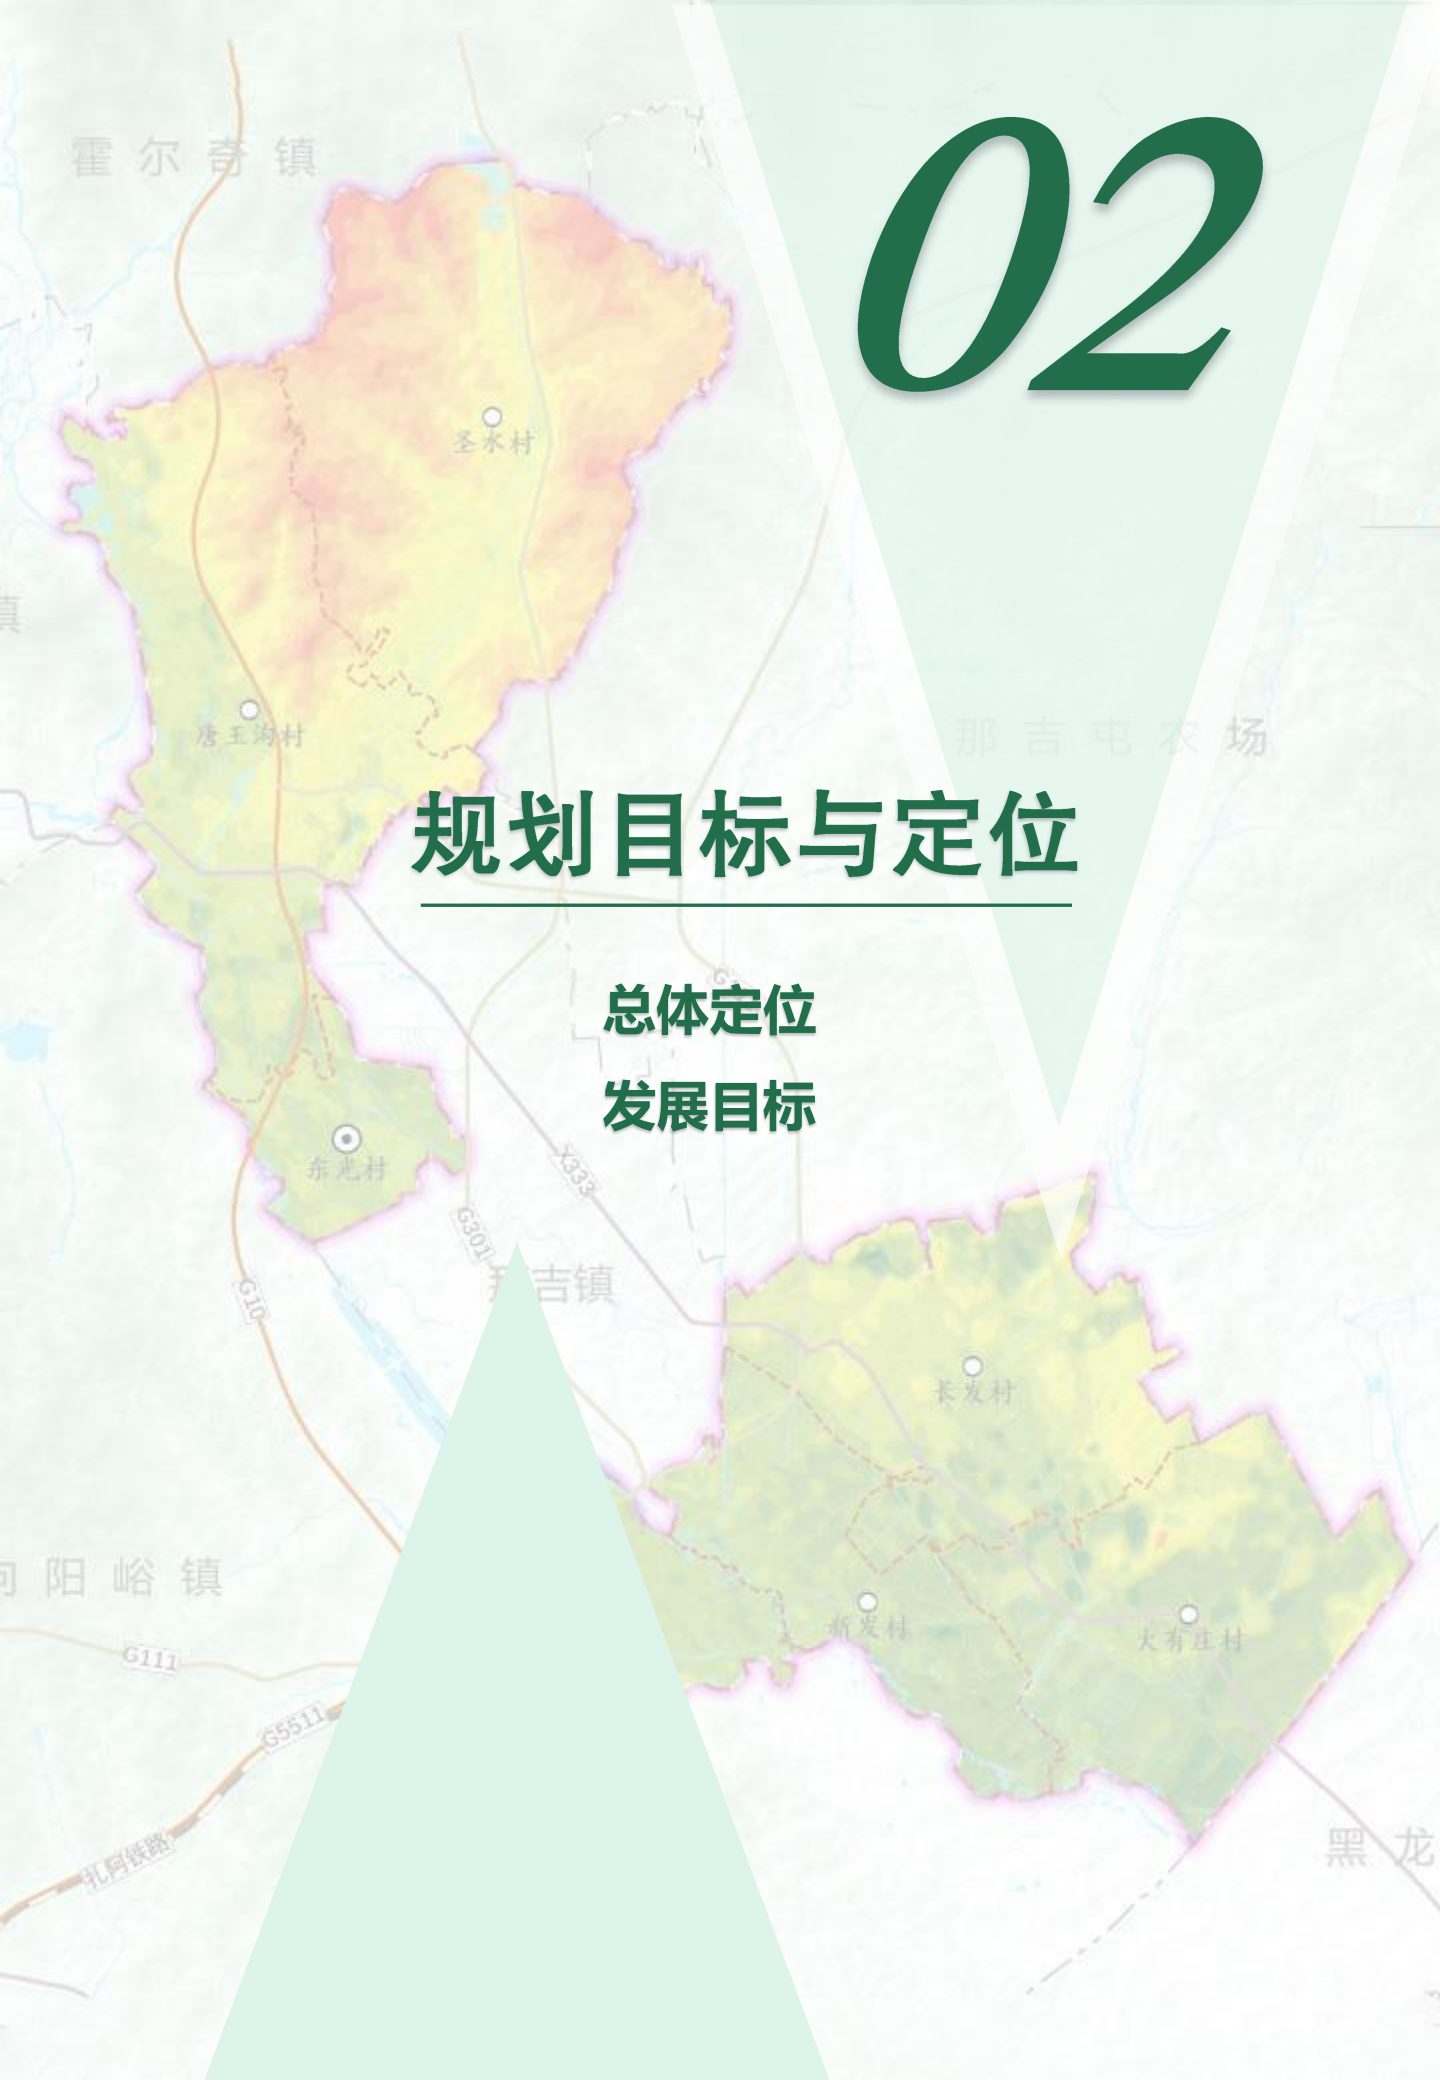 02
霍尔奇镇
圣水村
镇
唐王沟村
那吉屯农场
规划目标与定位
总体定位
发展目标
东光村
X333
G301
那吉镇
G10
长发村
向阳峪镇
新发村
大有庄村
G111
G5511
扎阿铁路
黑龙